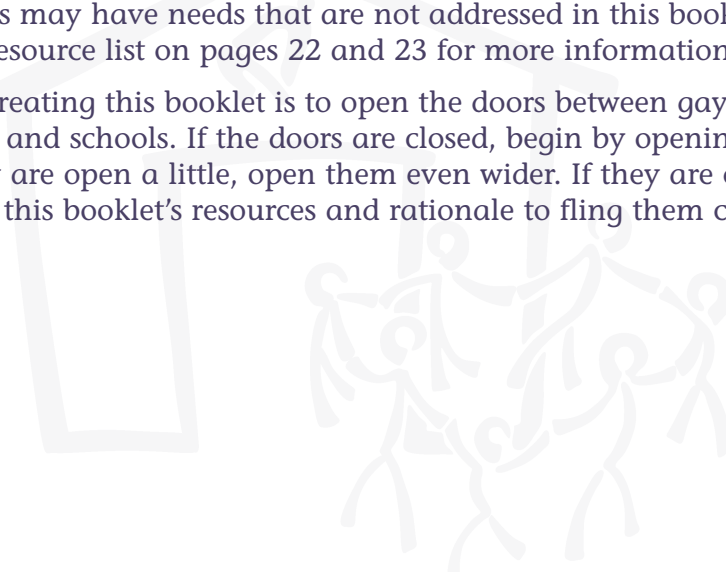 s may have needs that are not addressed in this book
esource list on pages 22 and 23 for more information
reating this booklet is to open the doors between gay
and schools. If the doors are closed, begin by openin
are open a little, open them even wider. If they are
this booklet's resources and rationale to fling them